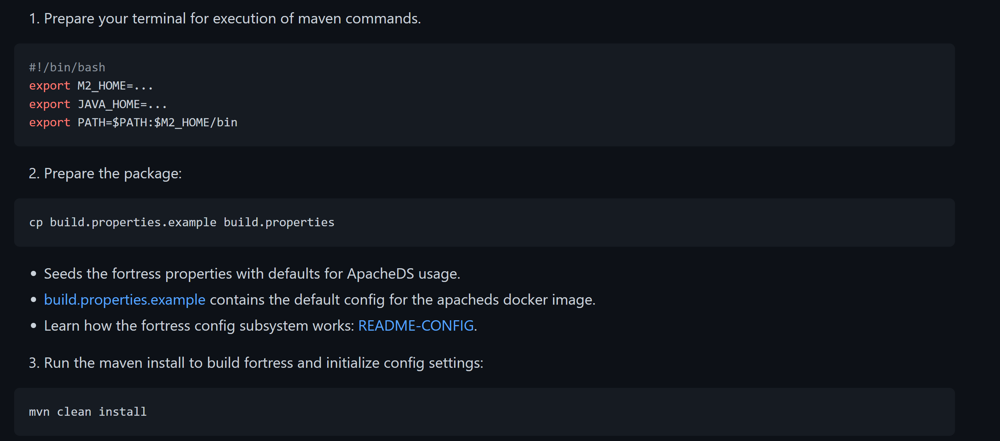 1. Prepare your terminal for execution of maven commands.
#!/bin/bash
export M2_HOME=...
export JAVA_HOME=...
export PATH=$PATH:$M2_HOME/bin
2. Prepare the package:
cp build.properties.example build.properties
• Seeds the fortress properties with defaults for ApacheDS usage.
• build.properties.example contains the default config for the apacheds docker image.
• Learn how the fortress config subsystem works: README-CONFIG.
3. Run the maven install to build fortress and initialize config settings:
mvn clean install